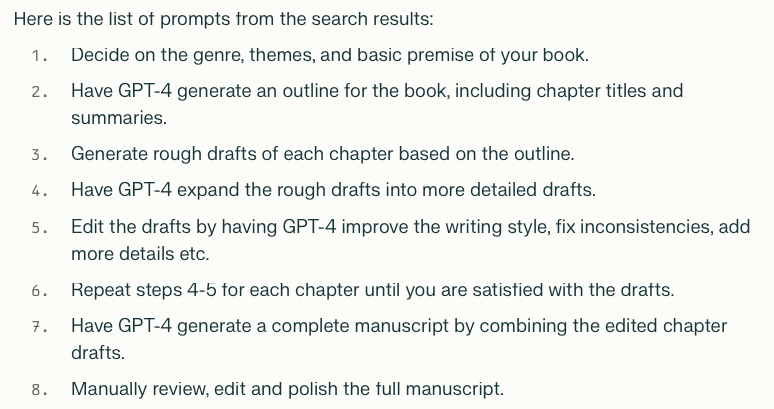 Here is the list of prompts from the search results:
1. Decide on the genre, themes, and basic premise of your book.
2. Have GPT-4 generate an outline for the book, including chapter titles and
summaries.
3. Generate rough drafts of each chapter based on the outline.
4. Have GPT-4 expand the rough drafts into more detailed drafts.
5. Edit the drafts by having GPT-4 improve the writing style, fix inconsistencies, add
more details etc.
6. Repeat steps 4-5 for each chapter until you are satisfied with the drafts.
7. Have GPT-4 generate a complete manuscript by combining the edited chapter
drafts.
8. Manually review, edit and polish the full manuscript.